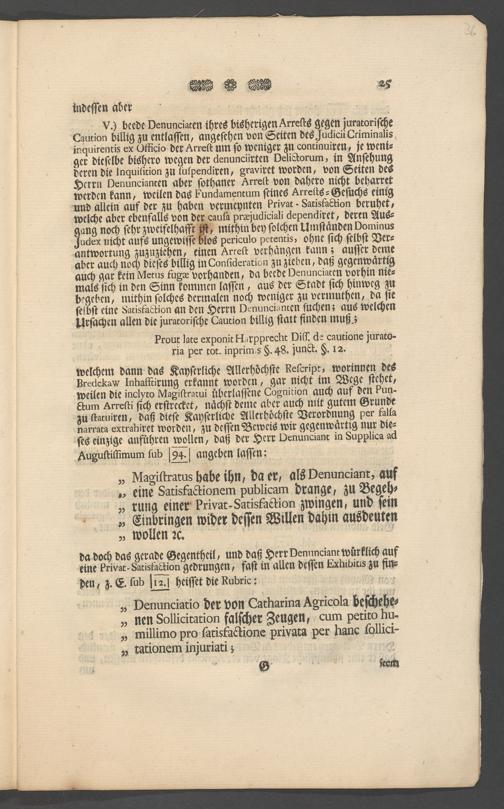 36
25
indessen aber
V.) beede Denunciaten ihres bisherigen Arrests gegen juratorische
Caution billig zu entlassen, angesehen von Seiten des Judicii Criminalis
inquirentis ex Officio der Arrest um so weniger zu continuiren, je weni-
ger dieselbe bishero wegen der denunciirten Delictorum, in Ansehung
deren die Inquisition zu suspendiren, graviret worden, von Seiten des
Herrn Denuncianten aber sothaner Arrest von dahero nicht beharret
werden kann, weilen das Fundamentum seines Arrests-Gesuchs einig
und allein auf der zu haben vermeynten Privat-Satisfaction beruhet,
welche aber ebenfalls von der causa præjudiciali dependiret, deren Aus-
gang noch sehr zweifelhafft ist, mithin bey solchen Umständen Dominus
Judex nicht aufs ungewisse blos periculo petentis, ohne sich selbst Ver-
antwortung zuzuziehen, einen Arrest verhängen kann; ausser deme
aber auch noch dieses billig in Consideration zu ziehen, daß gegenwärtig
auch gar kein Metus fugæ vorhanden, da beede Denunciaten vorhin nie-
mals sich in den Sinn kommen lassen, aus der Stadt sich hinweg zu
begeben, mithin solches dermalen noch weniger zu vermuthen, da sie
selbst eine Satisfaction an den Herrn Denuncianten suchen; aus welchen
Ursachen allen die juratorische Caution billig statt finden muß;
Prout late exponit Harpprecht Diss. de cautione jurato-
ria per tot. inprimis §. 48. junct. §. 12.
welchem dann das Kayserliche Allerhöchste Rescript, worinnen des
Bredekaw Inhafftirung erkannt worden, gar nicht im Wege stehet,
weilen die inclyto Magistratui überlassene Cognition auch auf den Pun-
ctum Arresti sich erstrecket, nächst deme aber auch mit gutem Grunde
zu statuiren, daß diese Kayserliche Allerhöchste Verordnung per falsa
narrata extrahiret worden, zu dessen Beweis wir gegenwärtig nur die-
ses einzige anführen wollen, daß der Herr Denunciant in Supplica ad
Augustissimum sub 94. angeben lassen:
„ Magistratus habe ihn, da er, als Denunciant, auf
„ eine Satisfactionem publicam drange, zu Begeh-
„ rung einer Privat-Satisfaction zwingen, und sein
„ Einbringen wider dessen Willen dahin ausdeuten
„ wollen ꝛc.
da doch das gerade Gegentheil, und daß Herr Denunciant würklich auf
eine Privat-Satisfaction gedrungen, fast in allen dessen Exhibitis zu fin-
den, z. E. sub 12. heisset die Rubric:
„ Denunciatio der von Catharina Agricola beschehe-
„ nen Sollicitation falscher Zeugen, cum petito hu-
„ millimo pro satisfactione privata per hanc sollici-
„ tationem injuriati;
G
Item